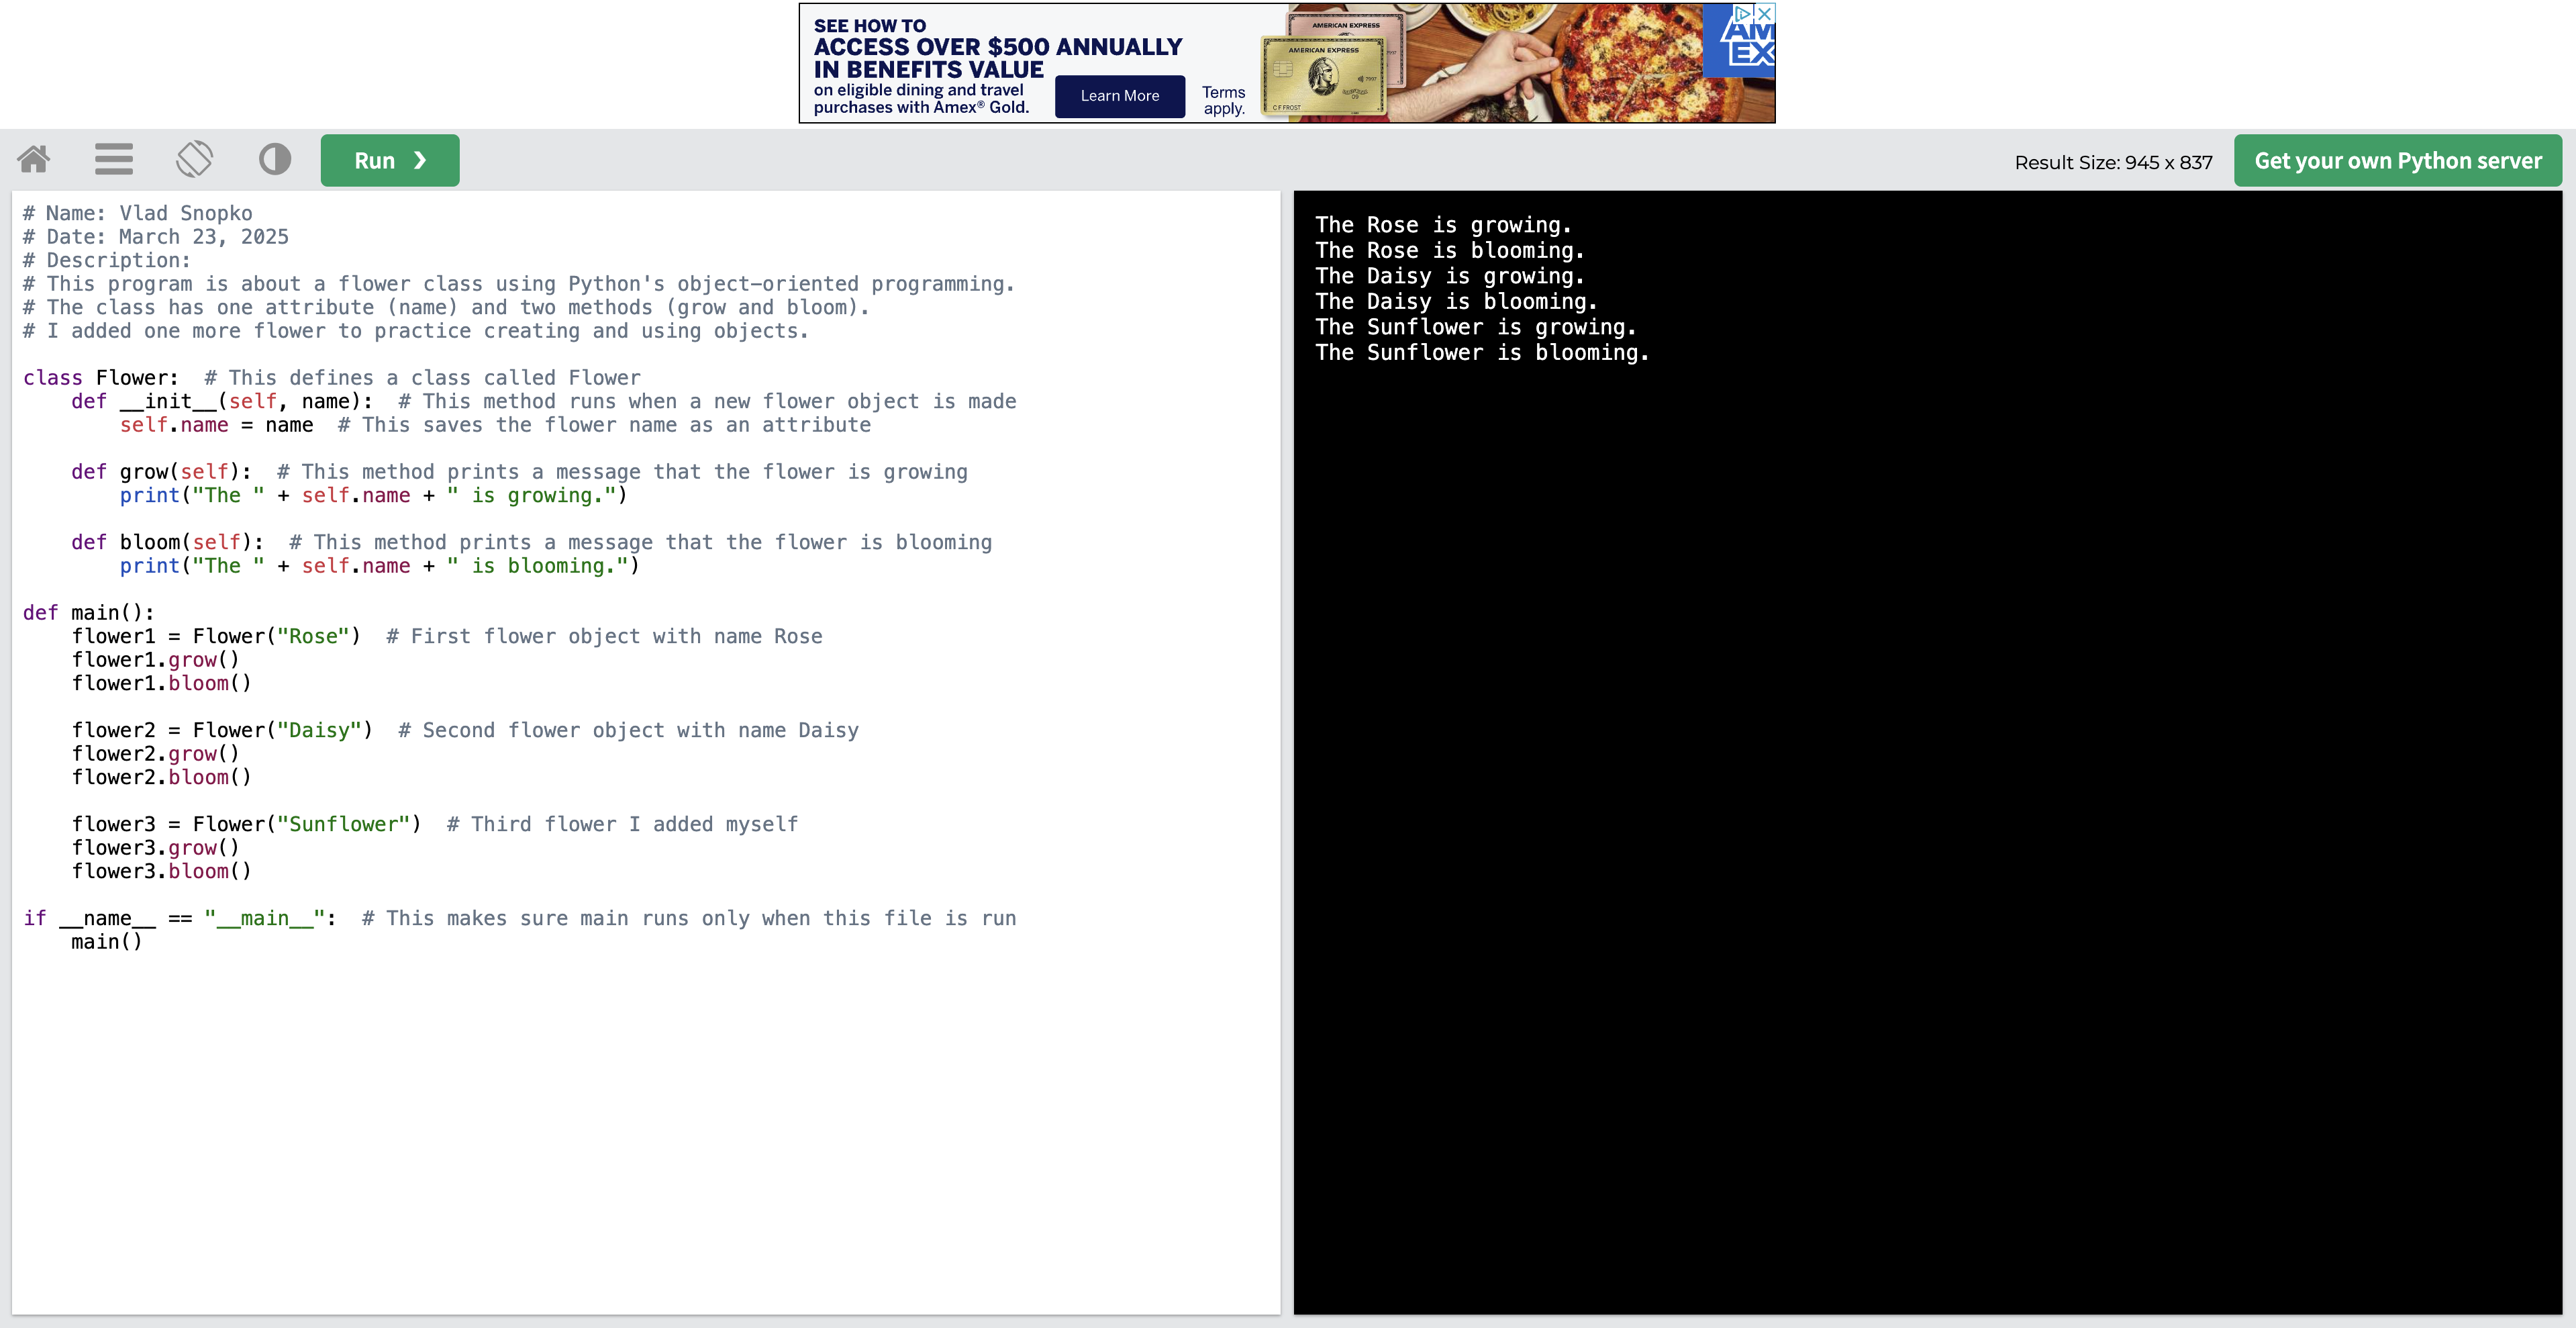 SEE HOW TO
ACCESS OVER $500 ANNUALLY
IN BENEFITS VALUE
on eligible dining and travel
purchases with Amex® Gold.
Learn More
Terms
apply.
AMERICAN EXPRESS
AMERICAN EXPRESS
C F FROST
AM
EX
Run ❯
Result Size: 945 x 837
Get your own Python server
# Name: Vlad Snopko
# Date: March 23, 2025
# Description:
# This program is about a flower class using Python's object-oriented programming.
# The class has one attribute (name) and two methods (grow and bloom).
# I added one more flower to practice creating and using objects.

class Flower:  # This defines a class called Flower
    def __init__(self, name):  # This method runs when a new flower object is made
        self.name = name  # This saves the flower name as an attribute

    def grow(self):  # This method prints a message that the flower is growing
        print("The " + self.name + " is growing.")

    def bloom(self):  # This method prints a message that the flower is blooming
        print("The " + self.name + " is blooming.")

def main():
    flower1 = Flower("Rose")  # First flower object with name Rose
    flower1.grow()
    flower1.bloom()

    flower2 = Flower("Daisy")  # Second flower object with name Daisy
    flower2.grow()
    flower2.bloom()

    flower3 = Flower("Sunflower")  # Third flower I added myself
    flower3.grow()
    flower3.bloom()

if __name__ == "__main__":  # This makes sure main runs only when this file is run
    main()

The Rose is growing.
The Rose is blooming.
The Daisy is growing.
The Daisy is blooming.
The Sunflower is growing.
The Sunflower is blooming.